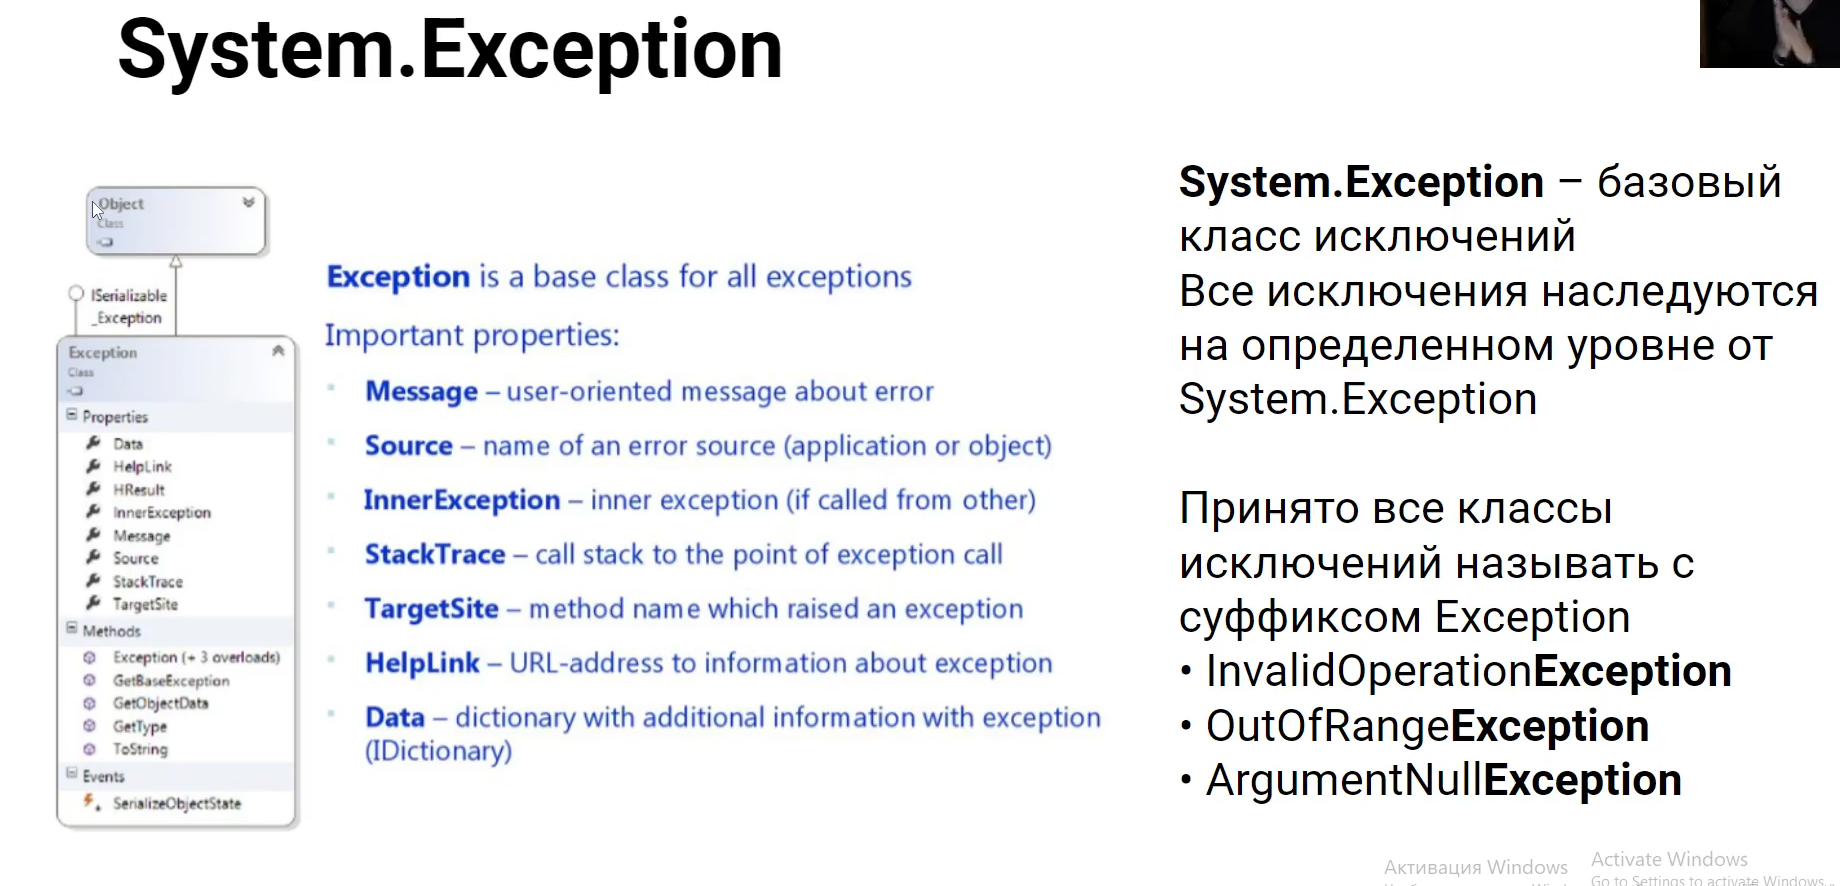 System.Exception
Object
Class
ISerializable
_Exception
Exception
Class
Properties
Data
HelpLink
HResult
InnerException
Message
Source
StackTrace
TargetSite
Methods
Exception (+ 3 overloads)
GetBaseException
GetObjectData
GetType
ToString
Events
SerializeObjectState
Exception is a base class for all exceptions
Important properties:
Message – user-oriented message about error
Source – name of an error source (application or object)
InnerException – inner exception (if called from other)
StackTrace – call stack to the point of exception call
TargetSite – method name which raised an exception
HelpLink – URL-address to information about exception
Data – dictionary with additional information with exception
(IDictionary)
System.Exception – базовый
класс исключений
Все исключения наследуются
на определенном уровне от
System.Exception
Принято все классы
исключений называть с
суффиксом Exception
• InvalidOperationException
• OutOfRangeException
• ArgumentNullException
Активация Windows
Activate Windows
Go to Settings to activate Windows.